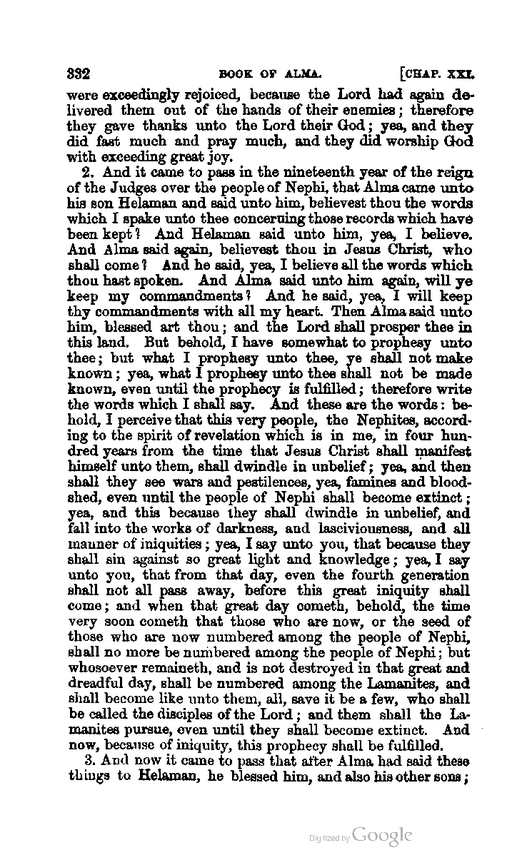 332 BOOK OF ALMA. [CHAP. XXI.
were exceedingly rejoiced, because the Lord had again de-
livered them out of the hands of their enemies; therefore
they gave thanks unto the Lord their God; yea, and they
did fast much and pray much, and they did worship God
with exceeding great joy.
2. And it came to pass in the nineteenth year of the reign
of the Judges over the people of Nephi, that Alma came unto
his son Helaman and said unto him, believest thou the words
which I spake unto thee concerning those records which have
been kept? And Helaman said unto him, yea, I believe.
And Alma said again, believest thou in Jesus Christ, who
shall come? And he said, yea, I believe all the words which
thou hast spoken. And Alma said unto him again, will ye
keep my commandments? And he said, yea, I will keep
thy commandments with all my heart. Then Alma said unto
him, blessed art thou; and the Lord shall prosper thee in
this land. But behold, I have somewhat to prophesy unto
thee; but what I prophesy unto thee, ye shall not make
known; yea, what I prophesy unto thee shall not be made
known, even until the prophecy is fulfilled; therefore write
the words which I shall say. And these are the words: be-
hold, I perceive that this very people, the Nephites, accord-
ing to the spirit of revelation which is in me, in four hun-
dred years from the time that Jesus Christ shall manifest
himself unto them, shall dwindle in unbelief; yea, and then
shall they see wars and pestilences, yea, famines and blood-
shed, even until the people of Nephi shall become extinct;
yea, and this because they shall dwindle in unbelief, and
fall into the works of darkness, and lasciviousness, and all
manner of iniquities; yea, I say unto you, that because they
shall sin against so great light and knowledge; yea, I say
unto you, that from that day, even the fourth generation
shall not all pass away, before this great iniquity shall
come; and when that great day cometh, behold, the time
very soon cometh that those who are now, or the seed of
those who are now numbered among the people of Nephi,
shall no more be numbered among the people of Nephi; but
whosoever remaineth, and is not destroyed in that great and
dreadful day, shall be numbered among the Lamanites, and
shall become like unto them, all, save it be a few, who shall
be called the disciples of the Lord; and them shall the La-
manites pursue, even until they shall become extinct. And
now, because of iniquity, this prophecy shall be fulfilled.
3. And now it came to pass that after Alma had said these
things to Helaman, he blessed him, and also his other sons;
Digitized by Google